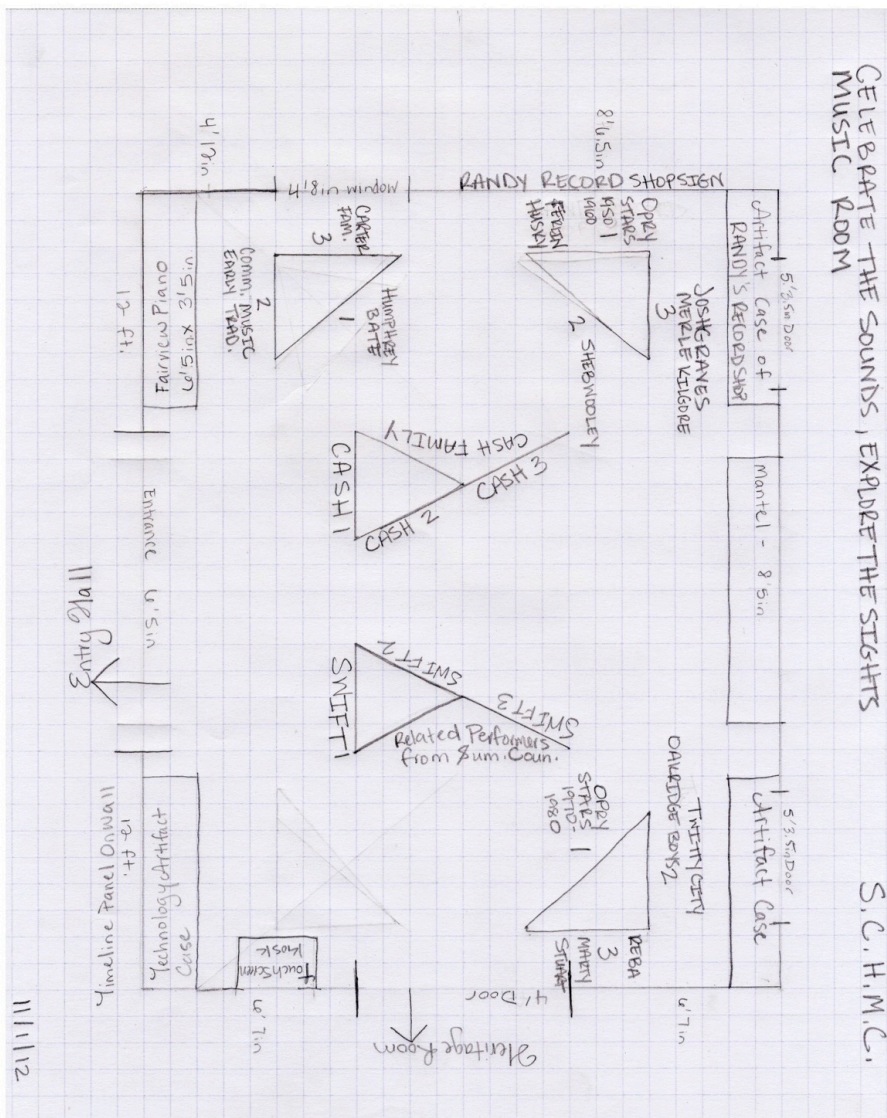 CELEBRATE THE SOUNDS, EXPLORE THE SIGHTS
MUSIC ROOM
S.C.H.M.C.
5'3.5in Door
Artifact Case of
RANDY'S RECORD SHOP
Mantel - 8'5in
5'3.5in Door
Artifact Case
8'6.5in
RANDY RECORD SHOP SIGN
OPRY
STARS
1950 1
1960
FERLIN
HUSKY
JOSH GRAVES
MERLE KILGORE
3
2 SHEB WOOLEY
TWITTY CITY
OAKRIDGE BOYS 2
OPRY
STARS 1
1970-
1980
REBA
3
MARTY
STUART
6'7in
4' Door
Heritage Room
CASH FAMILY
CASH 3
CASH 2
CASH 1
SWIFT 2
SWIFT 3
SWIFT 1
Related Performers
from Sum. Coun.
4'8in window
CARTER
FAM.
3
HUMPHREY
BATE
1
2
Comm. MUSIC
EARLY TRAD.
4'
Fairview Piano
6'5in x 3'5in
12 ft.
Entrance
Entry Hall
Touch Screen
Kiosk
6'7in
Technology Artifact
Case
12 ft.
Timeline Panel On Wall
11/1/12